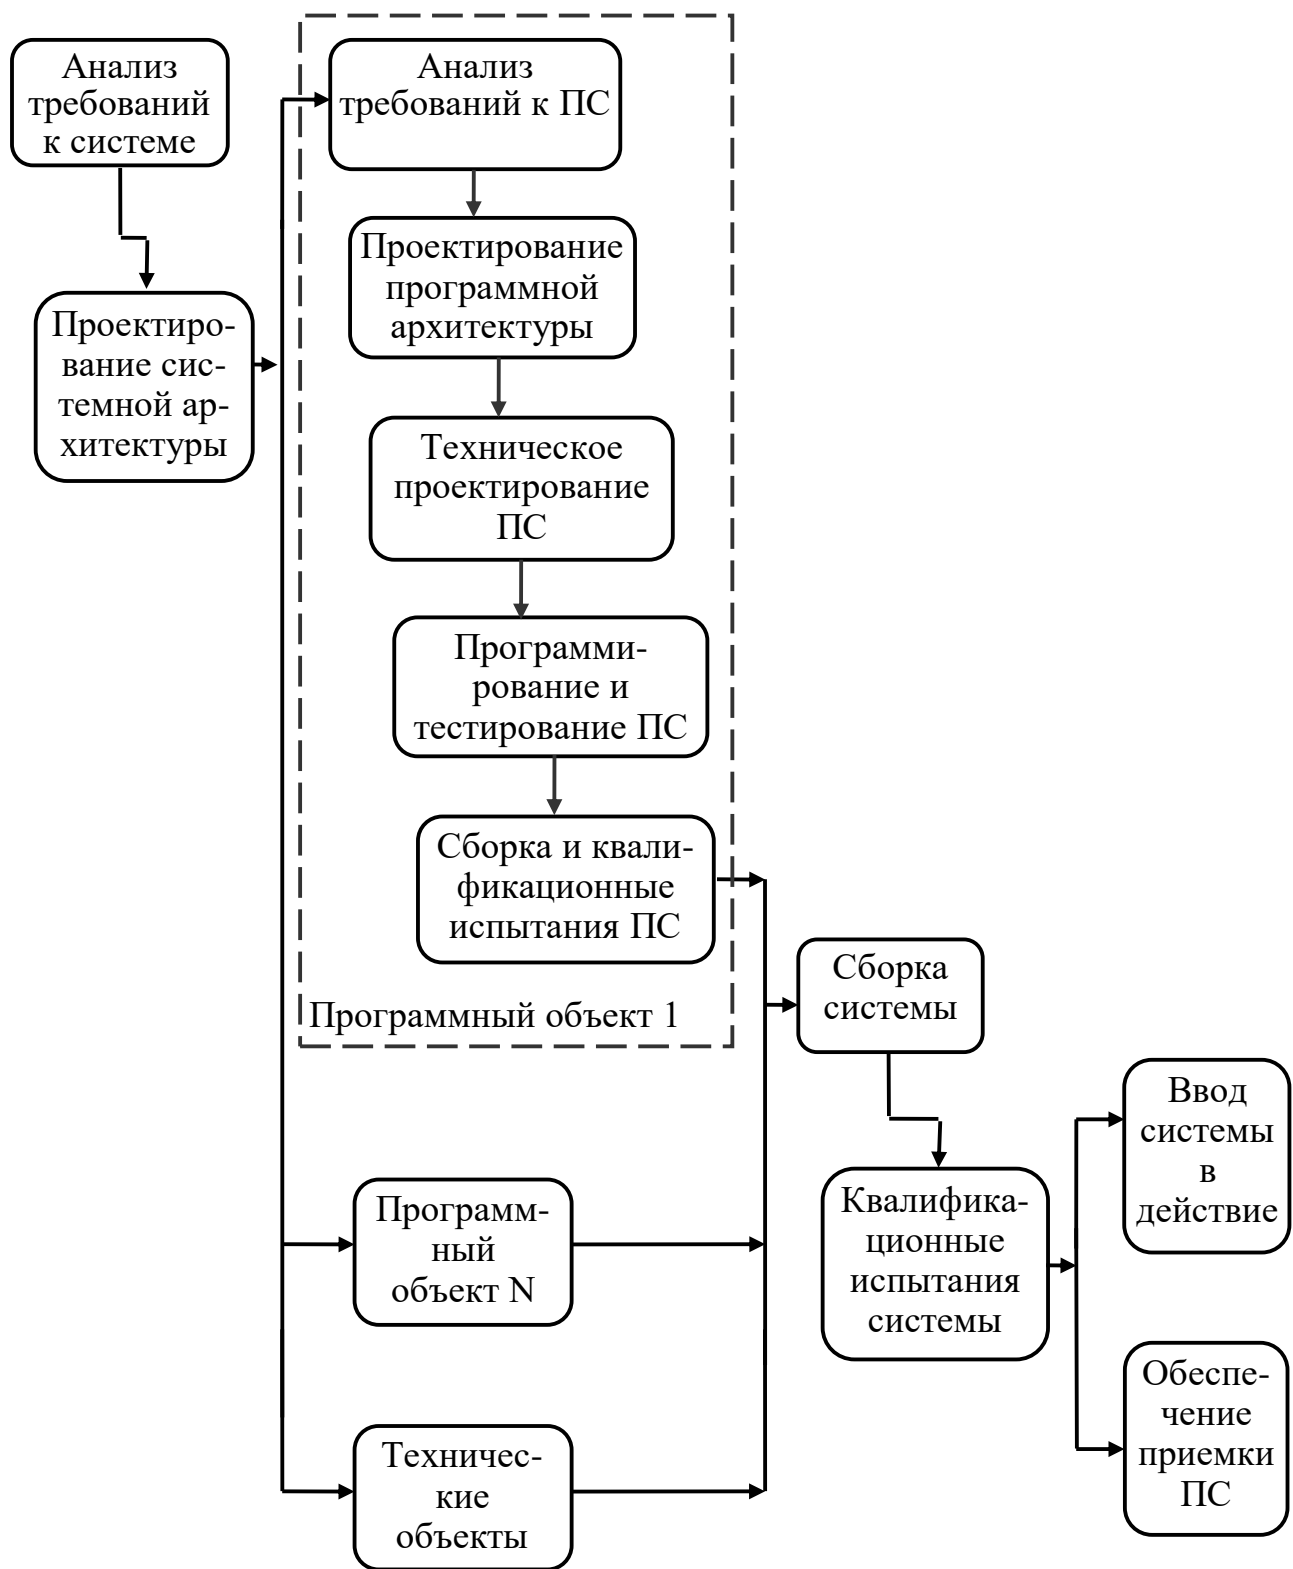 Анализ
требований
к системе
Проектиро-
вание сис-
темной ар-
хитектуры
Анализ
требований к ПС
Проектирование
программной
архитектуры
Техническое
проектирование
ПС
Программи-
рование и
тестирование ПС
Сборка и квали-
фикационные
испытания ПС
Программный объект 1
Программ-
ный
объект N
Техничес-
кие
объекты
Сборка
системы
Квалифика-
ционные
испытания
системы
Ввод
системы
в
действие
Обеспе-
чение
приемки
ПС